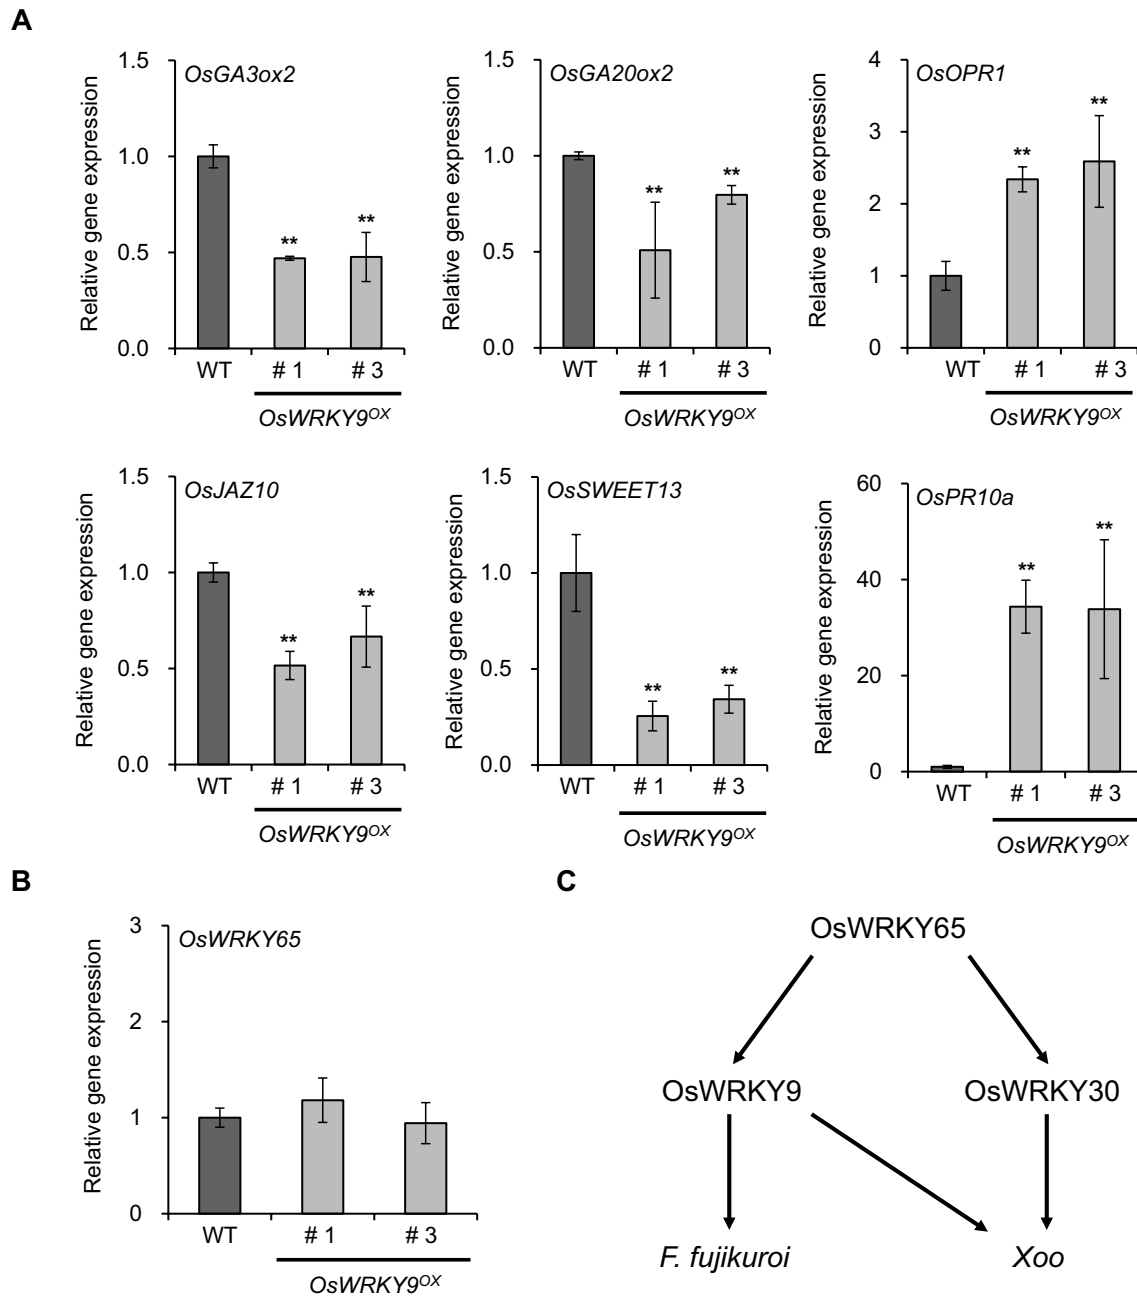 A
OsGA3ox2
Relative gene expression
1.5
1.0
0.5
0.0
**
**
WT
# 1
# 3
OsWRKY9OX
OsGA20ox2
Relative gene expression
1.5
1.0
0.5
0.0
**
**
WT
# 1
# 3
OsWRKY9OX
OsOPR1
Relative gene expression
4
3
2
1
0
**
**
WT
# 1
# 3
OsWRKY9OX
OsJAZ10
Relative gene expression
1.5
1.0
0.5
0.0
**
**
WT
# 1
# 3
OsWRKY9OX
OsSWEET13
Relative gene expression
1.5
1.0
0.5
0.0
**
**
WT
# 1
# 3
OsWRKY9OX
OsPR10a
Relative gene expression
60
40
20
0
**
**
WT
# 1
# 3
OsWRKY9OX
B
OsWRKY65
Relative gene expression
3
2
1
0
WT
# 1
# 3
OsWRKY9OX
C
OsWRKY65
OsWRKY9
OsWRKY30
F. fujikuroi
Xoo